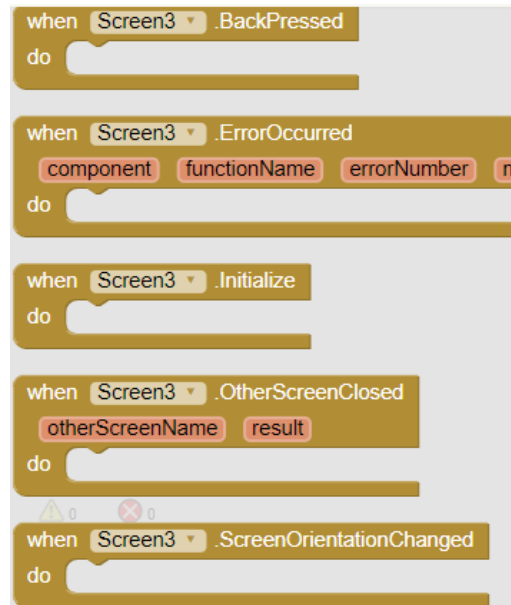 when Screen3 .BackPressed
do
when Screen3 .ErrorOccurred
component functionName errorNumber
do
when Screen3 .Initialize
do
when Screen3 .OtherScreenClosed
otherScreenName result
do
0 0
when Screen3 .ScreenOrientationChanged
do